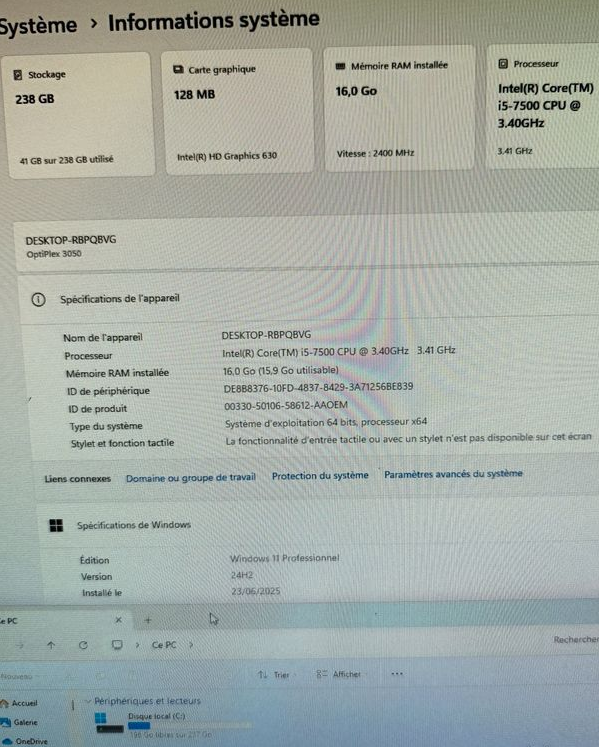 Système > Informations système
Stockage
238 GB
41 GB sur 238 GB utilisé
Carte graphique
128 MB
Intel(R) HD Graphics 630
Mémoire RAM installée
16,0 Go
Vitesse : 2400 MHz
Processeur
Intel(R) Core(TM)
i5-7500 CPU @
3.40GHz
3.41 GHz
DESKTOP-RBPQBVG
OptiPlex 3050
Spécifications de l'appareil
Nom de l'appareil DESKTOP-RBPQBVG
Processeur Intel(R) Core(TM) i5-7500 CPU @ 3.40GHz 3.41 GHz
Mémoire RAM installée 16,0 Go (15,9 Go utilisable)
ID de périphérique DE8B8376-10FD-4837-8429-3A71256BE839
ID de produit 00330-50106-58612-AAOEM
Type du système Système d'exploitation 64 bits, processeur x64
Stylet et fonction tactile La fonctionnalité d'entrée tactile ou avec un stylet n'est pas disponible sur cet écran
Liens connexes Domaine ou groupe de travail Protection du système Paramètres avancés du système
Spécifications de Windows
Édition Windows 11 Professionnel
Version 24H2
Installé le 23/06/2025
Ce PC
Ce PC >
Rechercher
Nouveau
Trier
Afficher
Accueil
Galerie
OneDrive
Périphériques et lecteurs
Disque local (C:)
196 Go libres sur 237 Go